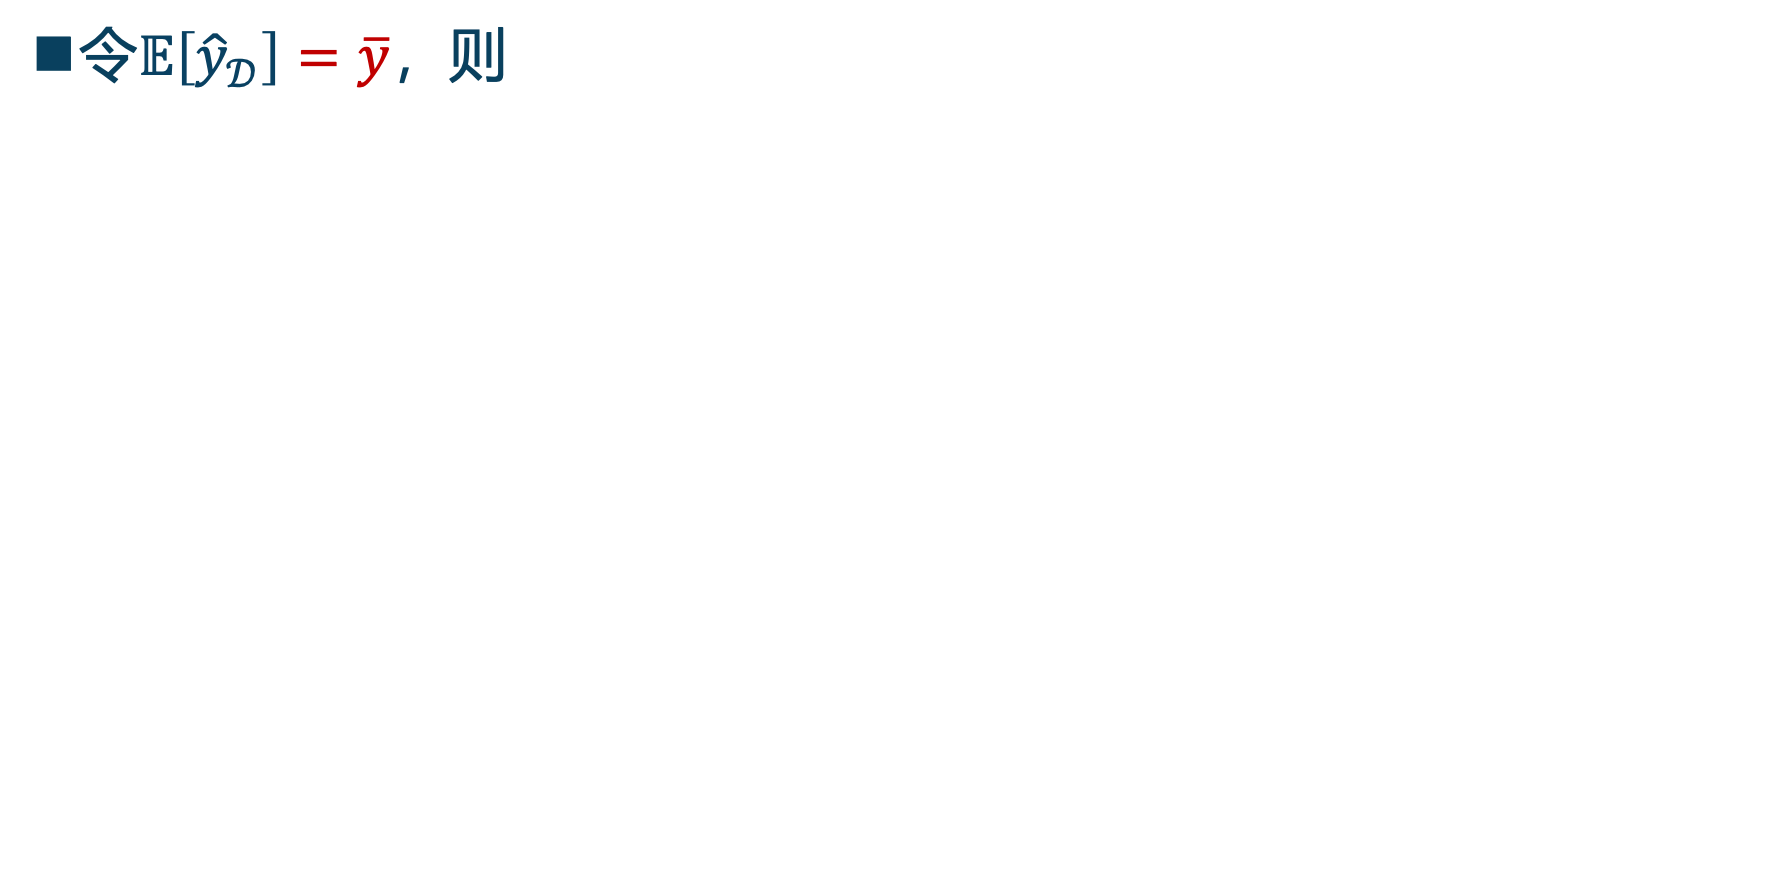 ■令𝔼[ŷ_𝒟] = ȳ, 则